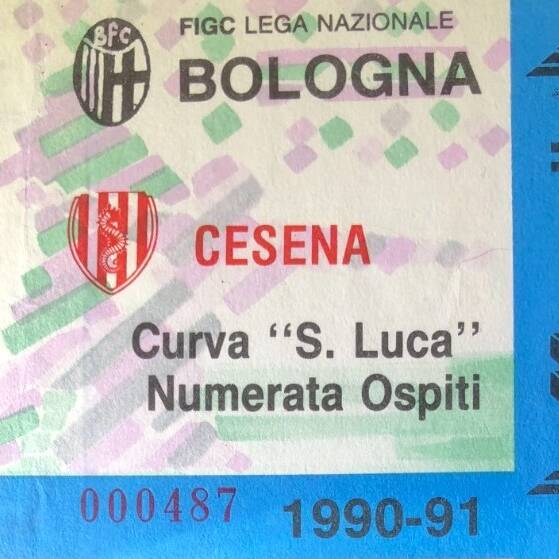 BFC
FIGC LEGA NAZIONALE
BOLOGNA
CESENA
Curva "S. Luca"
Numerata Ospiti
000487 1990-91